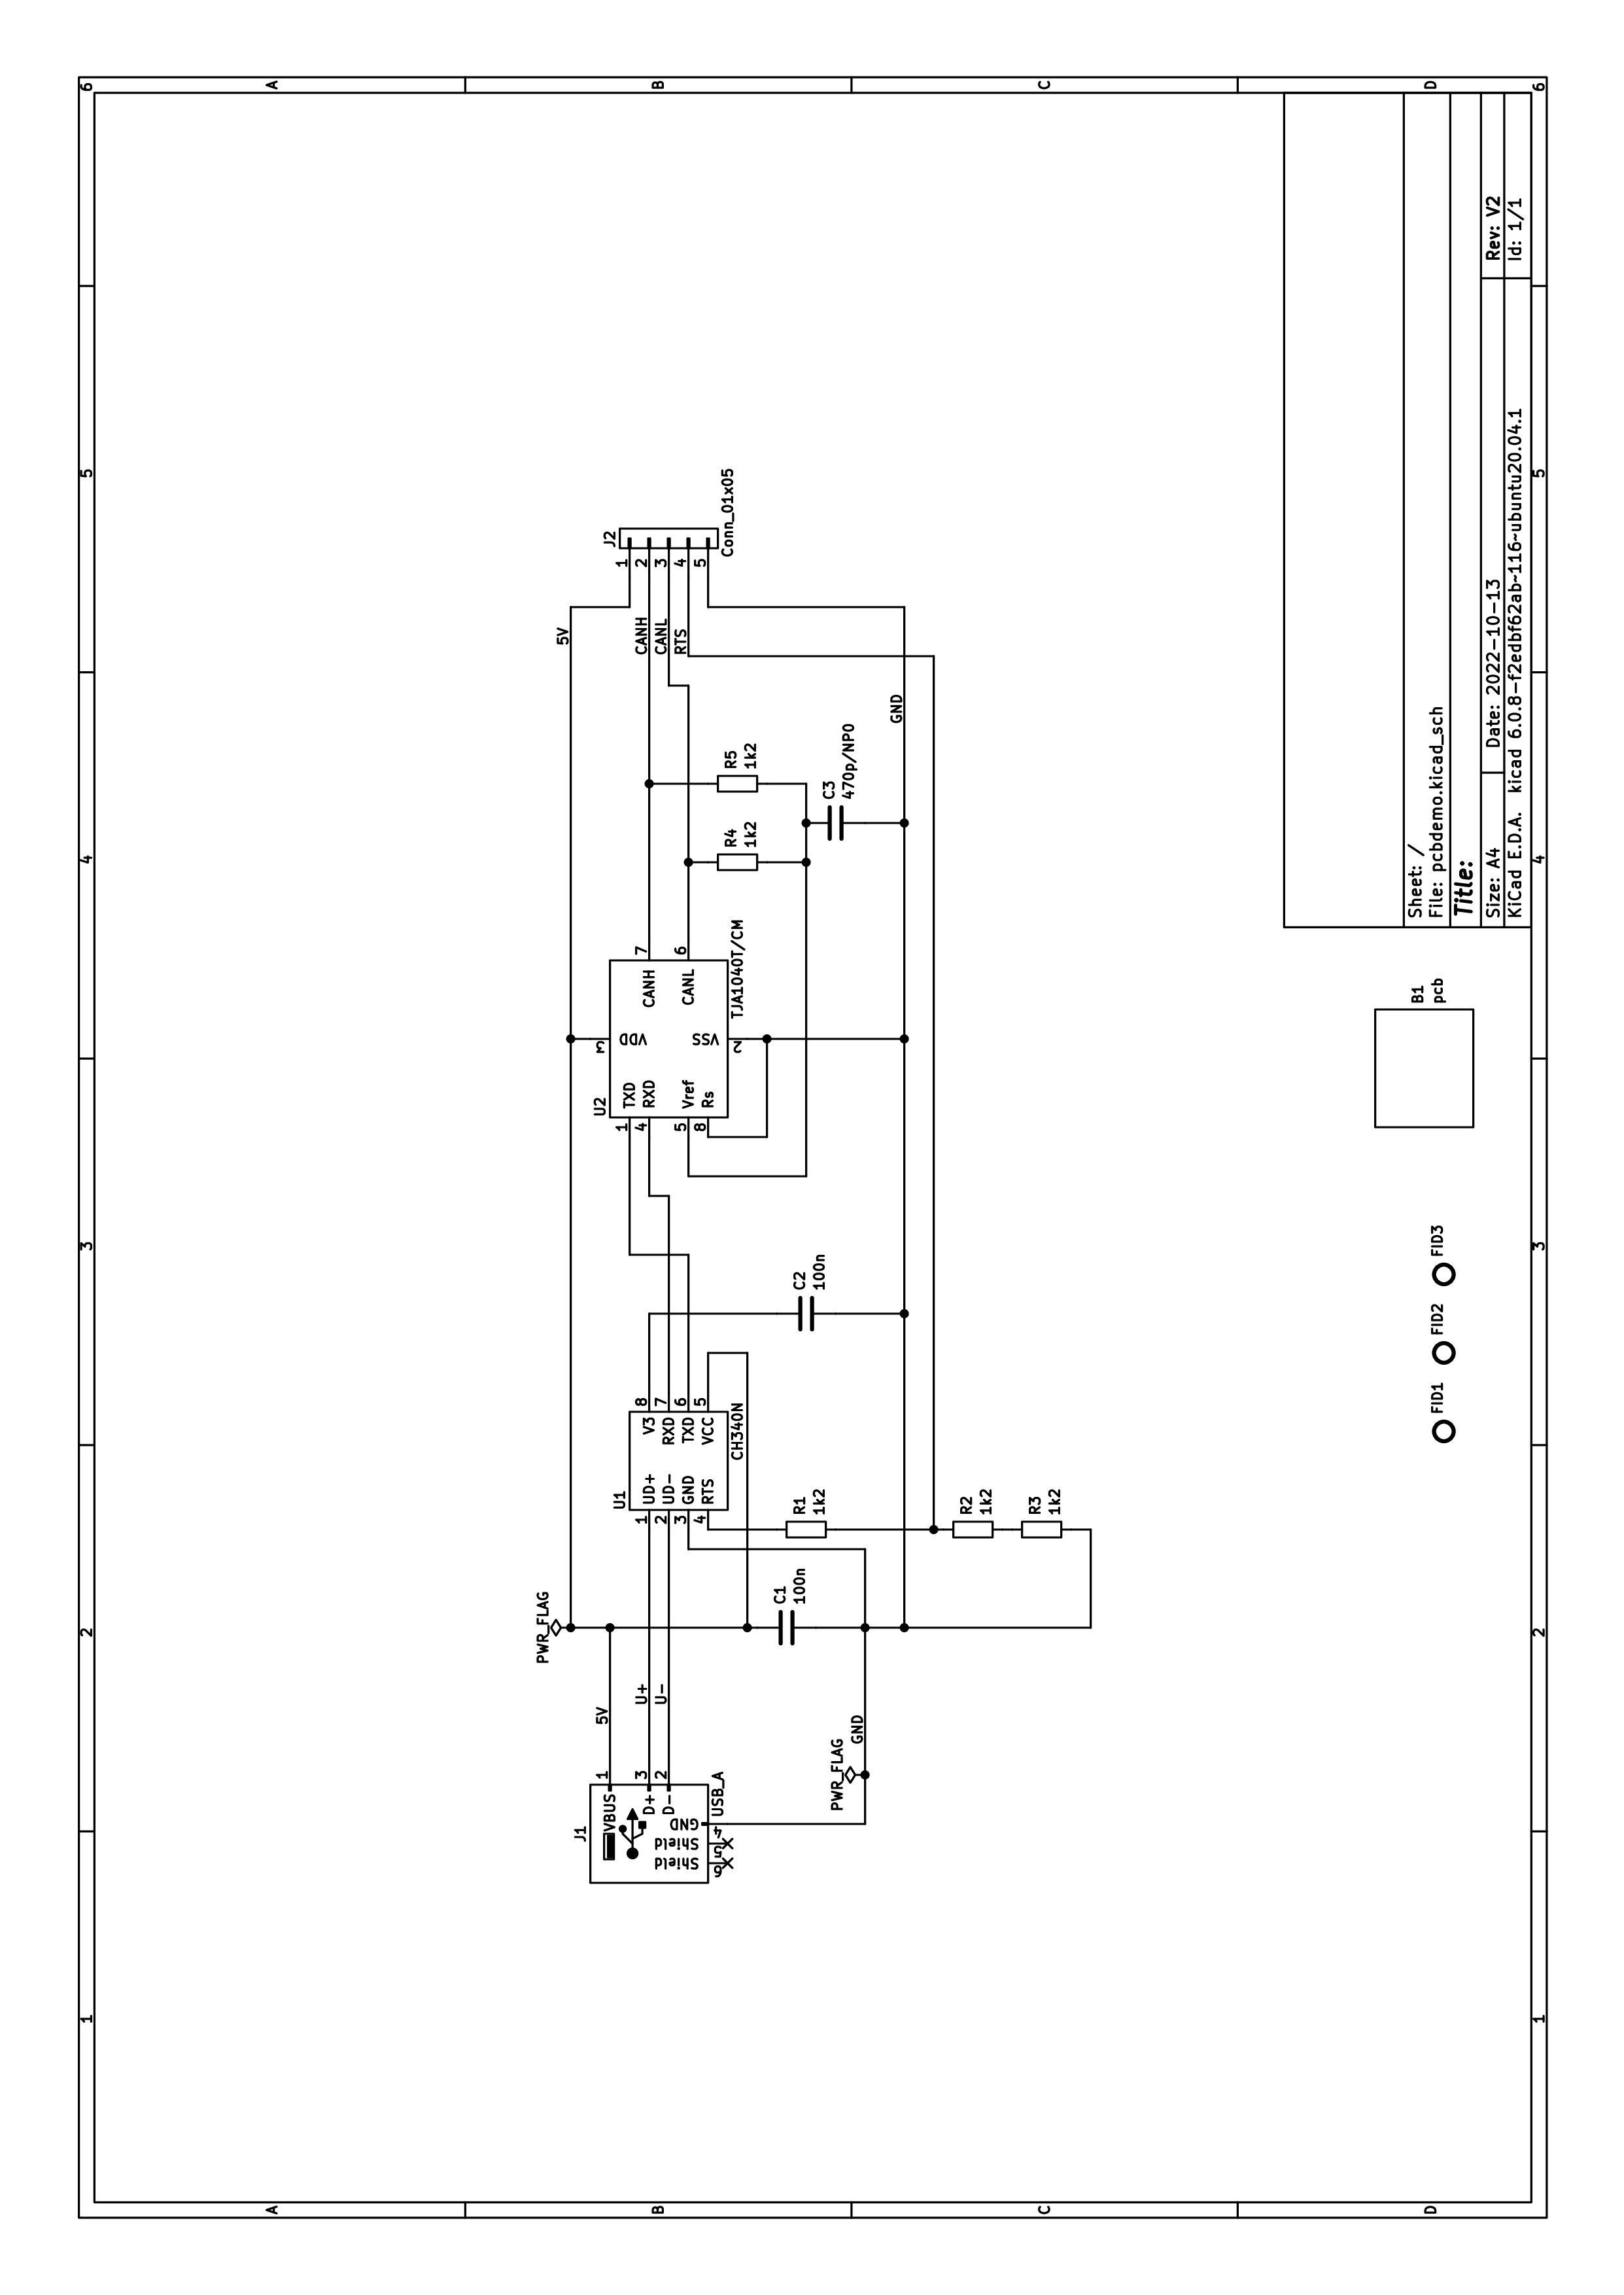 1
2
3
4
5
6
A
B
C
D
PWR_FLAG
5V
5V
J1
VBUS
1
D+
3
D-
2
GND
4
Shield
5
Shield
6
USB_A
U+
U-
PWR_FLAG
GND
C1
100n
U1
UD+
1
UD-
2
GND
3
RTS
4
V3
8
RXD
7
TXD
6
VCC
5
CH340N
R1
1k2
R2
1k2
R3
1k2
C2
100n
U2
TXD
1
RXD
4
Vref
5
Rs
8
VDD
3
VSS
2
CANH
7
CANL
6
TJA1040T/CM
R4
1k2
R5
1k2
C3
470p/NP0
GND
CANH
CANL
RTS
J2
1
2
3
4
5
Conn_01x05
FID1
FID2
FID3
B1
pcb
Sheet: /
File: pcbdemo.kicad_sch
Title:
Size: A4
Date: 2022-10-13
Rev: V2
KiCad E.D.A.
kicad 6.0.8-f2edbf62ab~116~ubuntu20.04.1
Id: 1/1
1
2
3
4
5
6
A
B
C
D